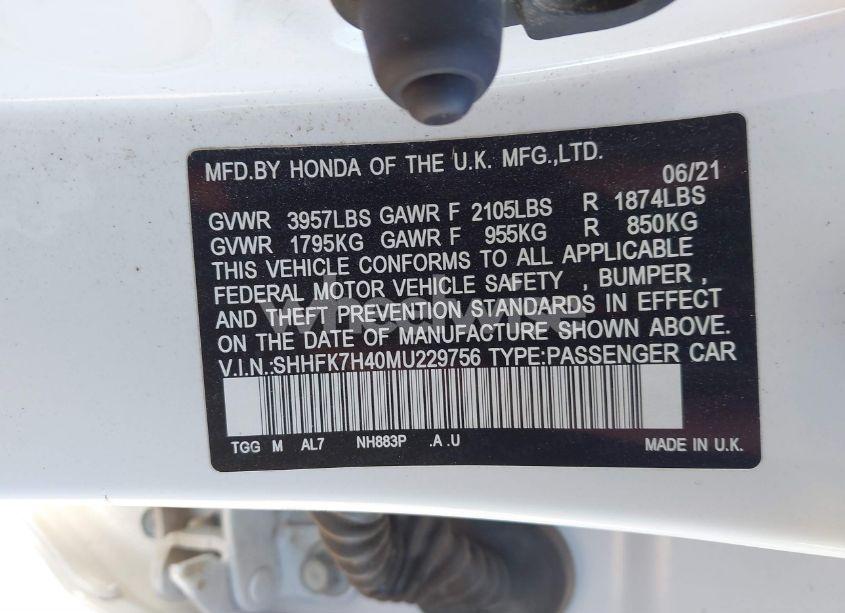 MFD.BY HONDA OF THE U.K. MFG.,LTD. 06/21
GVWR 3957LBS GAWR F 2105LBS R 1874LBS
GVWR 1795KG GAWR F 955KG R 850KG
THIS VEHICLE CONFORMS TO ALL APPLICABLE
FEDERAL MOTOR VEHICLE SAFETY , BUMPER ,
AND THEFT PREVENTION STANDARDS IN EFFECT
ON THE DATE OF MANUFACTURE SHOWN ABOVE.
V.I.N.:SHHFK7H40MU229756 TYPE:PASSENGER CAR
TGG M AL7 NH883P .A .U MADE IN U.K.